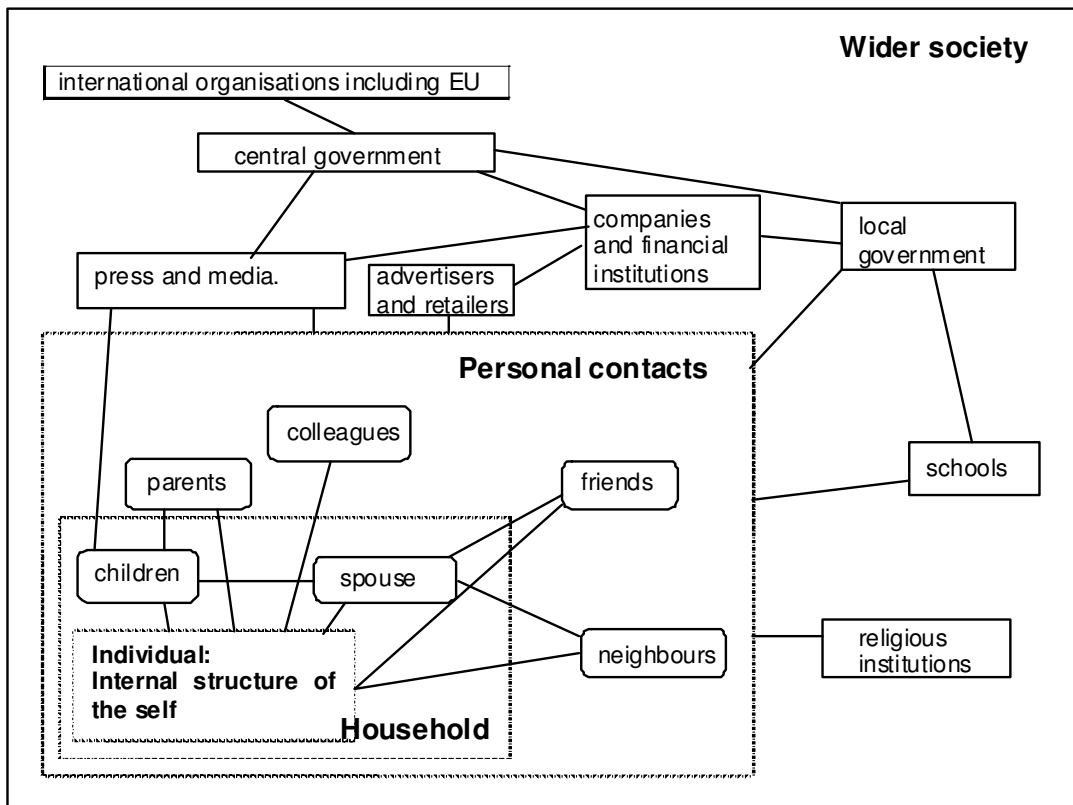 Wider society
international organisations including EU
central government
companies
and financial
institutions
local
government
press and media.
advertisers
and retailers
Personal contacts
colleagues
parents
friends
schools
children
spouse
neighbours
religious
institutions
Individual:
Internal structure of
the self
Household